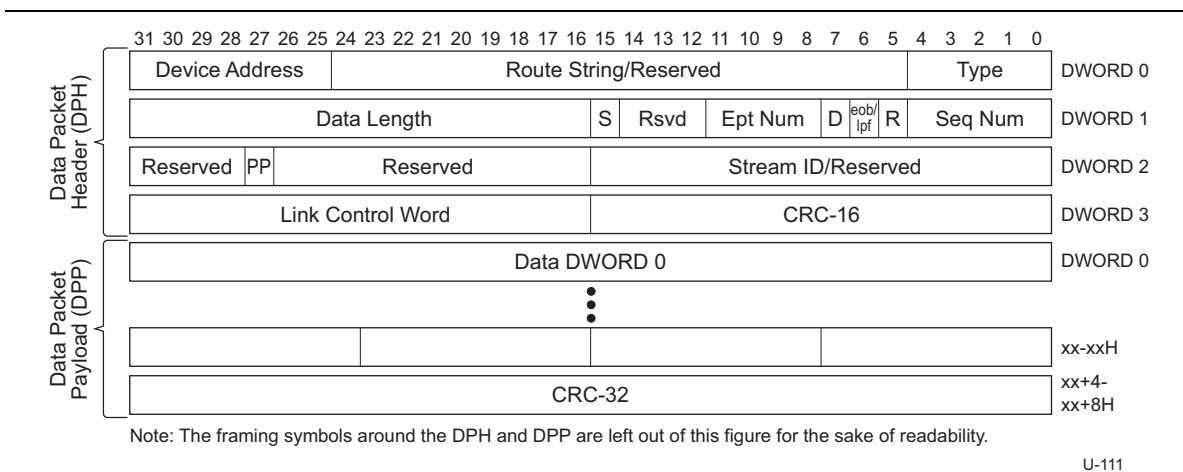 31 30 29 28 27 26 25 24 23 22 21 20 19 18 17 16 15 14 13 12 11 10 9 8 7 6 5 4 3 2 1 0
Data Packet
Header (DPH)
Device Address Route String/Reserved Type DWORD 0
Data Length S Rsvd Ept Num D eob/ R Seq Num DWORD 1
lpf
Reserved PP Reserved Stream ID/Reserved DWORD 2
Link Control Word CRC-16 DWORD 3
Data Packet
Payload (DPP)
Data DWORD 0 DWORD 0
xx-xxH
CRC-32 xx+4-
xx+8H
Note: The framing symbols around the DPH and DPP are left out of this figure for the sake of readability.
U-111